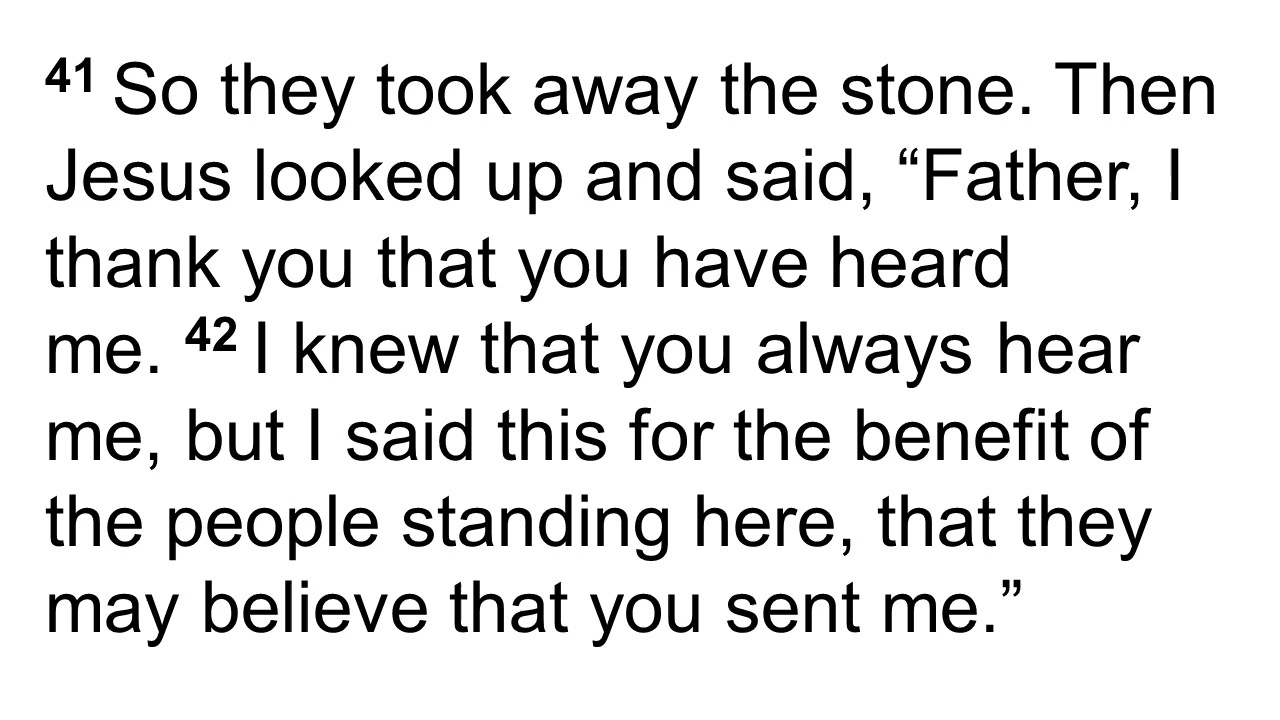 41 So they took away the stone. Then
Jesus looked up and said, “Father, I
thank you that you have heard
me. 42 I knew that you always hear
me, but I said this for the benefit of
the people standing here, that they
may believe that you sent me.”